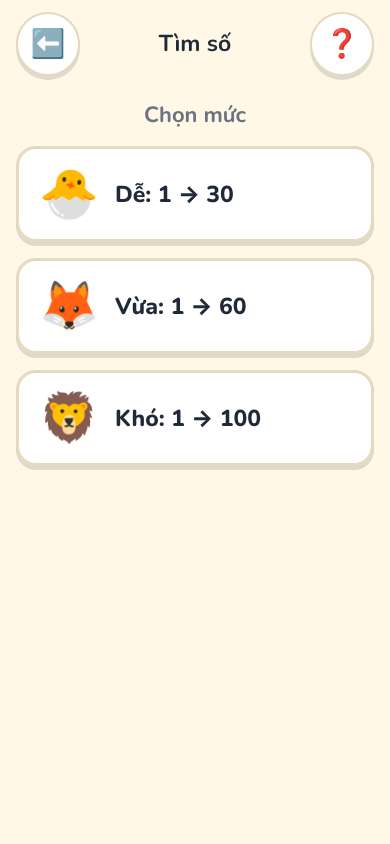 Tìm số
Chọn mức
Dễ: 1 → 30
Vừa: 1 → 60
Khó: 1 → 100